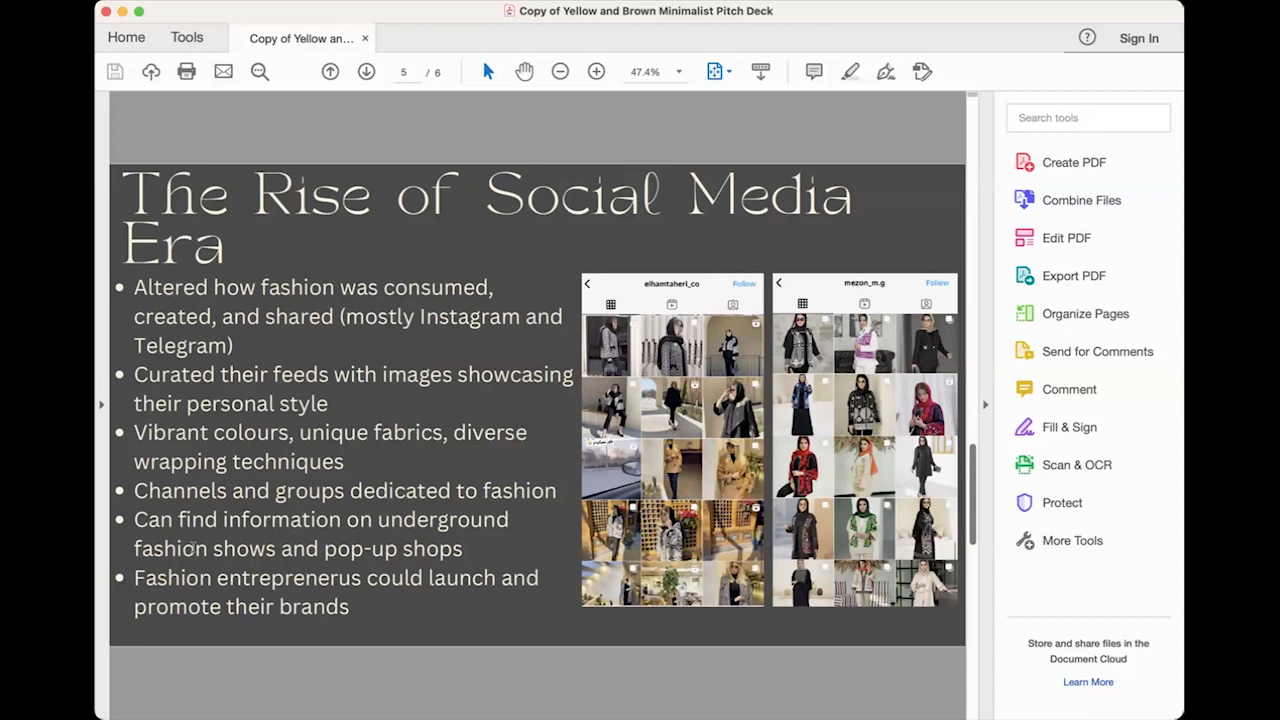 Copy of Yellow and Brown Minimalist Pitch Deck
Home
Tools
Copy of Yellow an...
Sign In
5 / 6
47.4%
The Rise of Social Media
Era
Altered how fashion was consumed,
created, and shared (mostly Instagram and
Telegram)
Curated their feeds with images showcasing
their personal style
Vibrant colours, unique fabrics, diverse
wrapping techniques
Channels and groups dedicated to fashion
Can find information on underground
fashion shows and pop-up shops
Fashion entreprenerus could launch and
promote their brands
elhamtaheri_co
Follow
mezon_m.g
Follow
Search tools
Create PDF
Combine Files
Edit PDF
Export PDF
Organize Pages
Send for Comments
Comment
Fill & Sign
Scan & OCR
Protect
More Tools
Store and share files in the
Document Cloud
Learn More